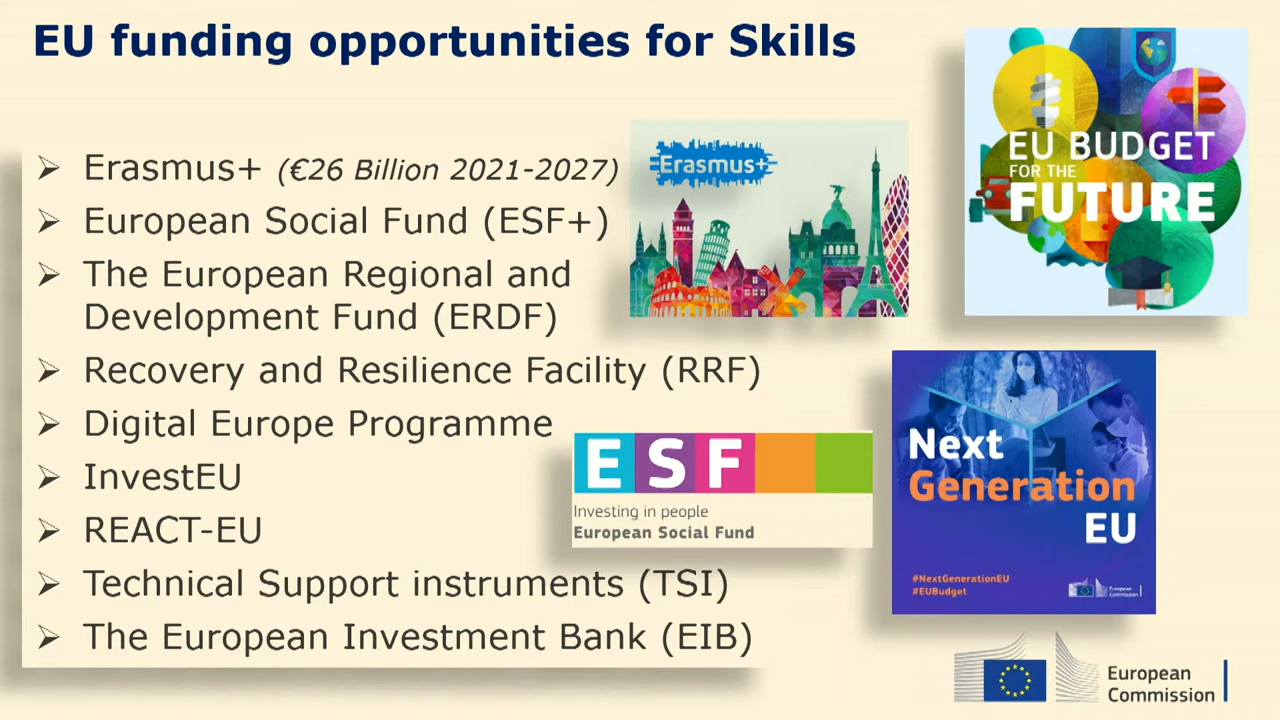 EU funding opportunities for Skills
Erasmus+ (€26 Billion 2021-2027)
European Social Fund (ESF+)
The European Regional and
Development Fund (ERDF)
Recovery and Resilience Facility (RRF)
Digital Europe Programme
InvestEU
REACT-EU
Technical Support instruments (TSI)
The European Investment Bank (EIB)
Erasmus+
EU BUDGET
FOR THE
FUTURE
ESF
Investing in people
European Social Fund
Next
Generation
EU
#NextGenerationEU
#EUBudget
European
Commission
European
Commission